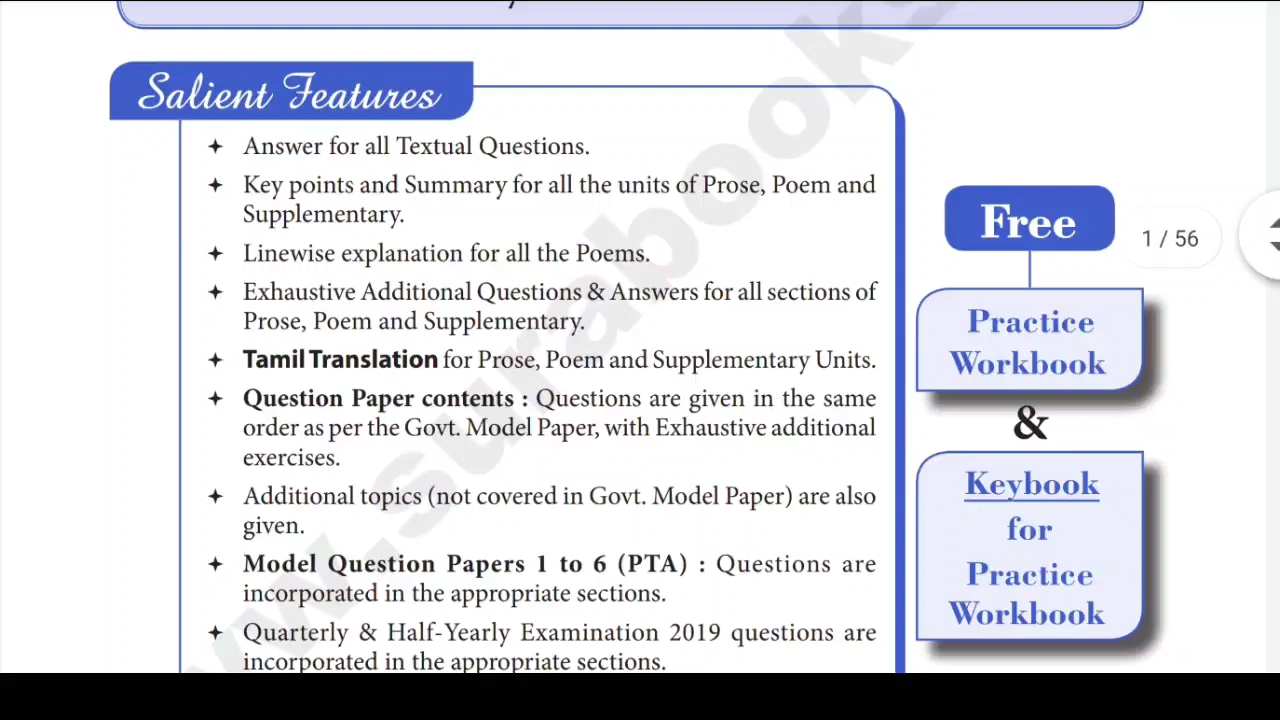 Salient Features
Answer for all Textual Questions.
Key points and Summary for all the units of Prose, Poem and
Supplementary.
Linewise explanation for all the Poems.
Exhaustive Additional Questions & Answers for all sections of
Prose, Poem and Supplementary.
Tamil Translation for Prose, Poem and Supplementary Units.
Question Paper contents : Questions are given in the same
order as per the Govt. Model Paper, with Exhaustive additional
exercises.
Additional topics (not covered in Govt. Model Paper) are also
given.
Model Question Papers 1 to 6 (PTA) : Questions are
incorporated in the appropriate sections.
Quarterly & Half-Yearly Examination 2019 questions are
incorporated in the appropriate sections.
Free
1 / 56
Practice
Workbook
&
Keybook
for
Practice
Workbook
www.surabooks